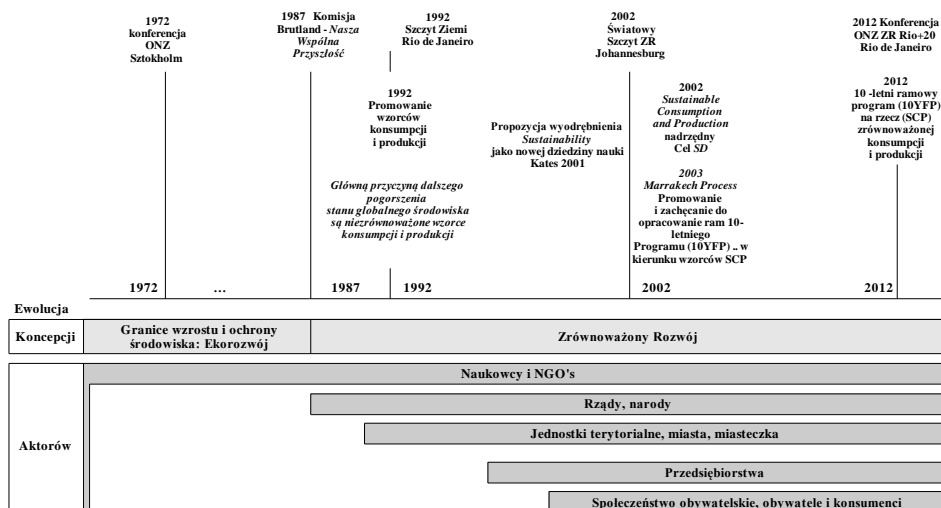 1972
konferencja
ONZ
Sztokholm
1987 Komisja
Brutland - Nasza
Wspólna
Przyszłość
1992
Szczyt Ziemi
Rio de Janeiro
2002
Światowy
Szczyt ZR
Johannesburg
2012 Konferencja
ONZ ZR Rio+20
Rio de Janeiro
1992
Promowanie
wzorców
konsumpcji
i produkcji
Propozycja wyodrębnienia
Sustainability
jako nowej dziedziny nauki
Kates 2001
2002
Sustainable
Consumption
and Production
nadrzędny
Cel SD
2012
10 -letni ramowy
program (10YFP)
na rzecz (SCP)
zrównoważonej
konsumpcji
i produkcji
Główną przyczyną dalszego
pogorszenia
stanu globalnego środowiska
są niezrównoważone wzorce
konsumpcji i produkcji
2003
Marrakech Process
Promowanie
i zachęcanie do
opracowanie ram 10-
letniego
Programu (10YFP) .. w
kierunku wzorców SCP
1972 ... 1987 1992 2002 2012
Ewolucja
Koncepcji
Granice wzrostu i ochrony
środowiska: Ekorozwój
Zrównoważony Rozwój
Aktorów
Naukowcy i NGO's
Rządy, narody
Jednostki terytorialne, miasta, miasteczka
Przedsiębiorstwa
Społeczeństwo obywatelskie, obywatele i konsumenci